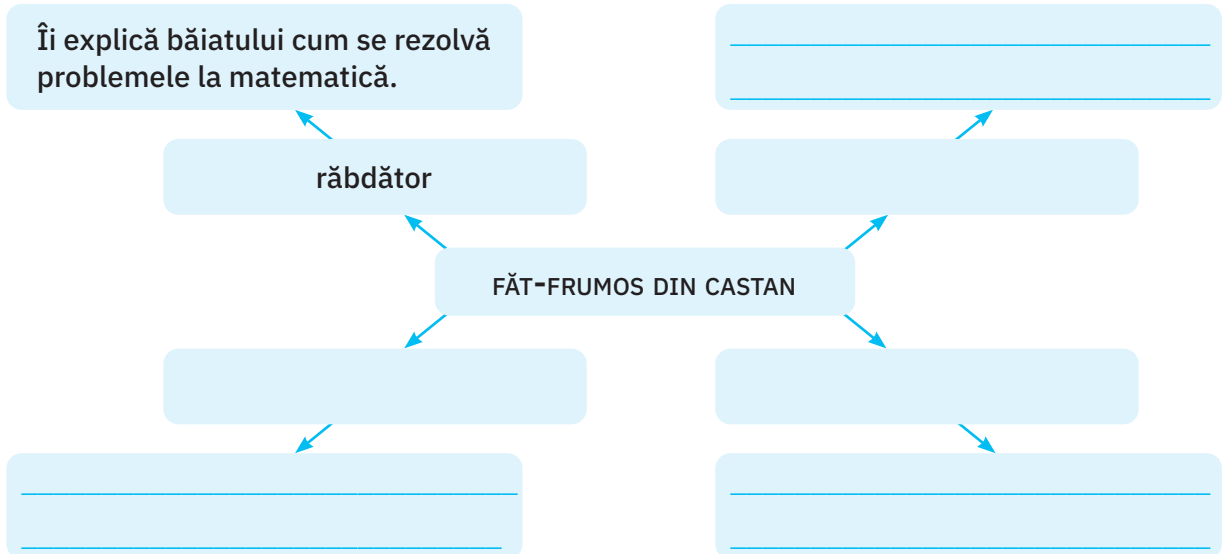 Îi explică băiatului cum se rezolvă
problemele la matematică.
răbdător
FĂT-FRUMOS DIN CASTAN